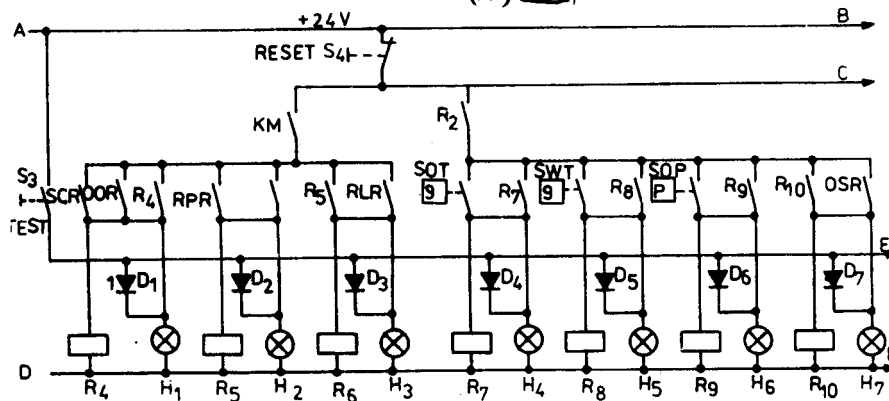 A +24V B
RESET S4
C
KM R2
S3 SCR OOR R4 RPR R5 RLR SOT ϑ R7 SWT ϑ R8 SOP P R9 R10 OSR
TEST
E
1 D1 D2 D3 D4 D5 D6 D7
D
R4 H1 R5 H2 R6 H3 R7 H4 R8 H5 R9 H6 R10 H7